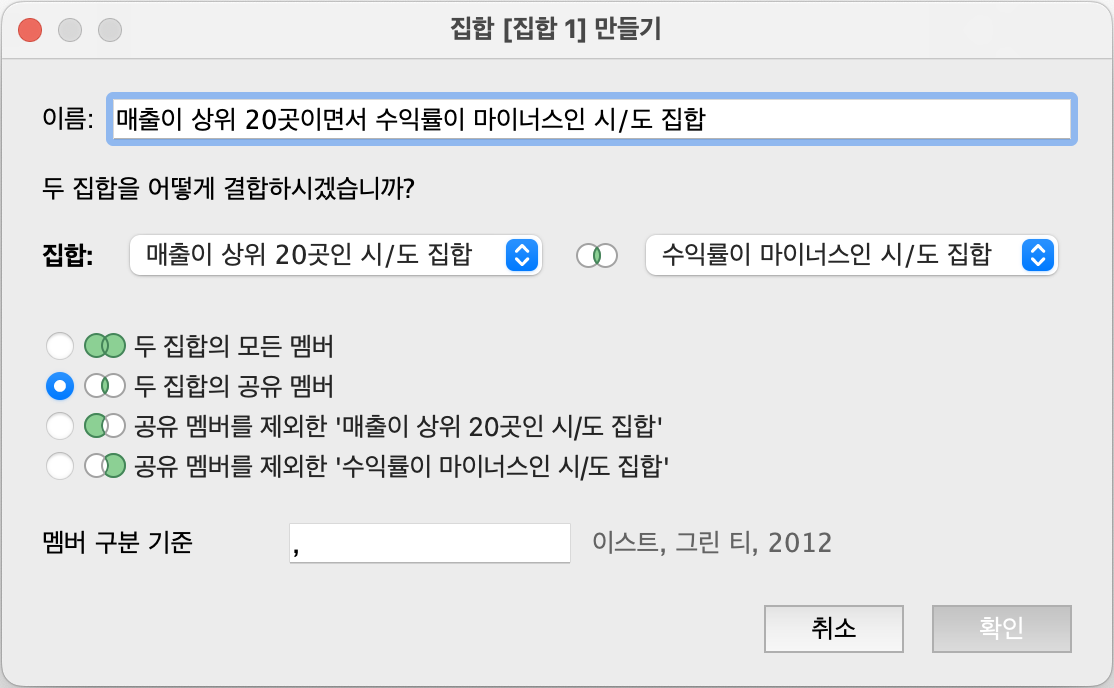 집합 [집합 1] 만들기
이름: 매출이 상위 20곳이면서 수익률이 마이너스인 시/도 집합
두 집합을 어떻게 결합하시겠습니까?
집합: 매출이 상위 20곳인 시/도 집합 수익률이 마이너스인 시/도 집합
두 집합의 모든 멤버
두 집합의 공유 멤버
공유 멤버를 제외한 '매출이 상위 20곳인 시/도 집합'
공유 멤버를 제외한 '수익률이 마이너스인 시/도 집합'
멤버 구분 기준 , 이스트, 그린 티, 2012
취소 확인